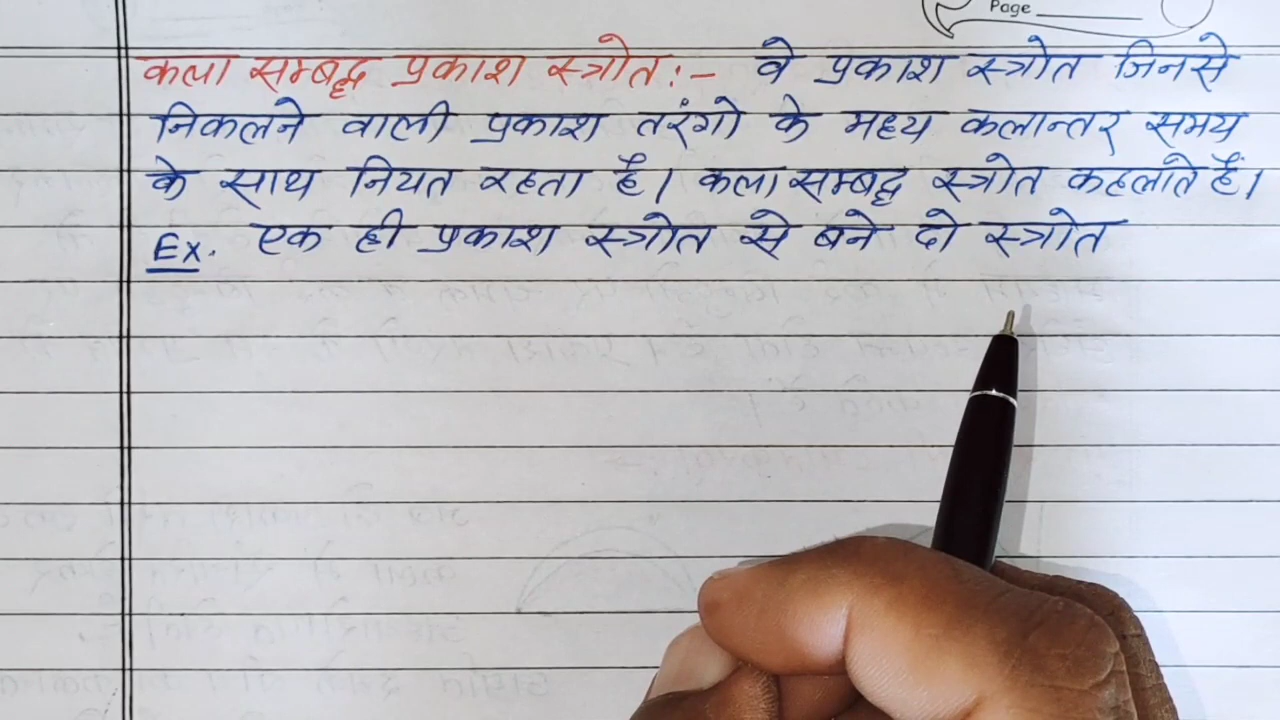 Page
कला सम्बद्ध प्रकाश स्त्रोत :- वे प्रकाश स्त्रोत जिनसे
निकलने वाली प्रकाश तरंगो के मध्य कलान्तर समय
के साथ नियत रहता है। कला सम्बद्ध स्त्रोत कहलाते हैं।
Ex. एक ही प्रकाश स्त्रोत से बने दो स्त्रोत